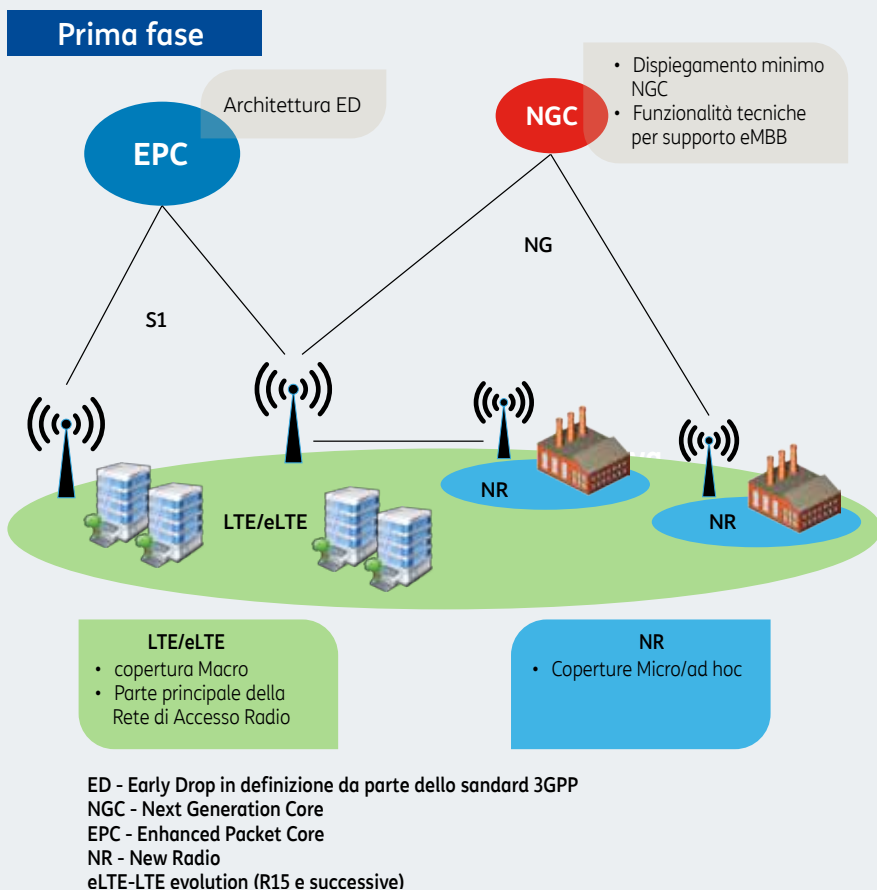 Prima fase
Architettura ED
EPC
NGC
• Dispiegamento minimo
NGC
• Funzionalità tecniche
per supporto eMBB
NG
S1
NR
LTE/eLTE
NR
LTE/eLTE
• copertura Macro
• Parte principale della
Rete di Accesso Radio
NR
• Coperture Micro/ad hoc
ED - Early Drop in definizione da parte dello sandard 3GPP
NGC - Next Generation Core
EPC - Enhanced Packet Core
NR - New Radio
eLTE-LTE evolution (R15 e successive)